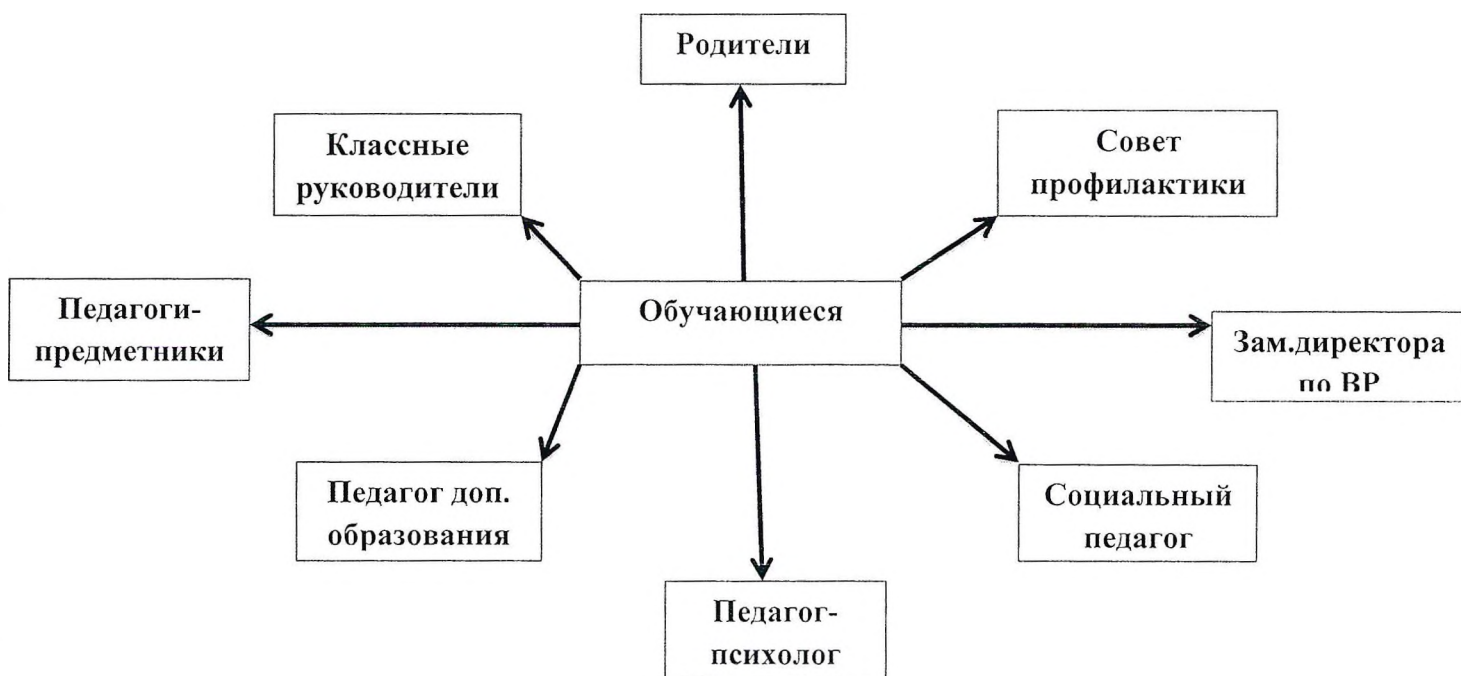 Родители
Классные
руководители
Совет
профилактики
Педагоги-
предметники
Обучающиеся
Зам.директора
по ВР
Педагог доп.
образования
Социальный
педагог
Педагог-
психолог